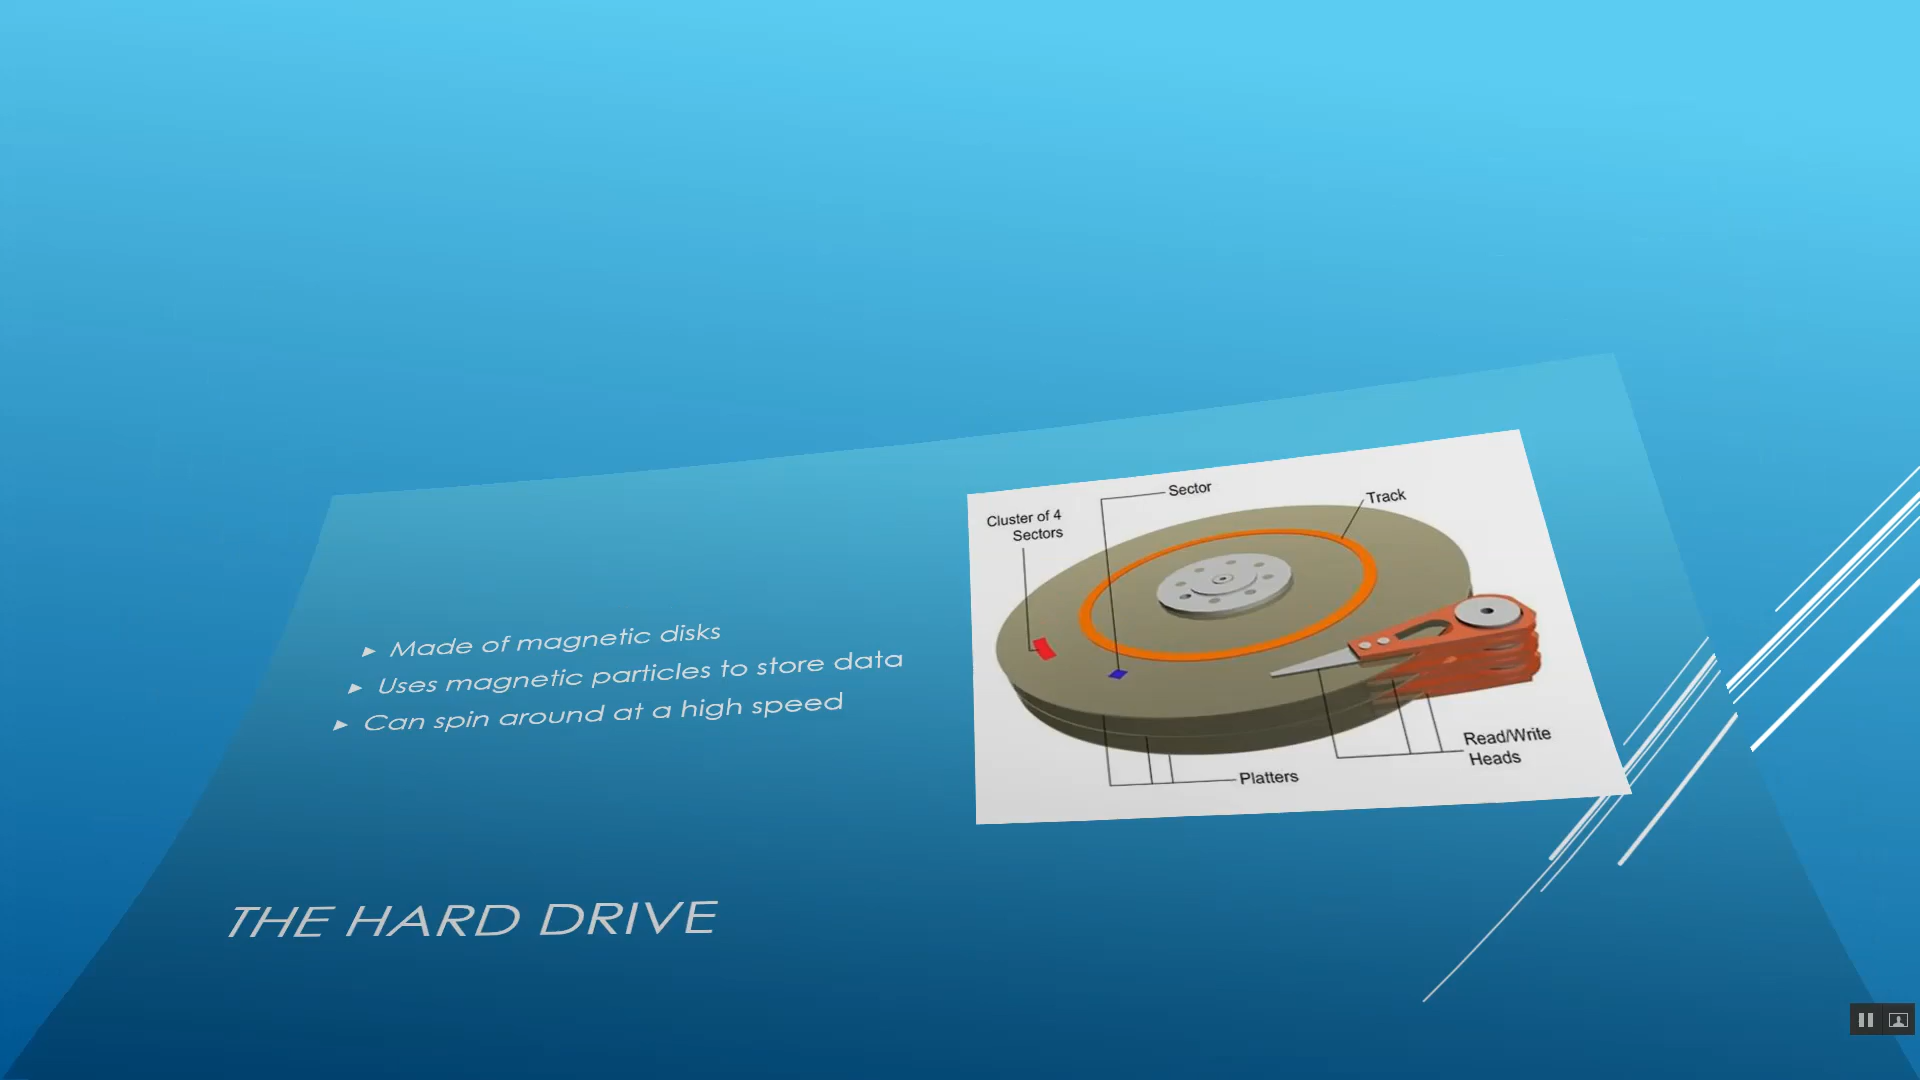 Made of magnetic disks
Uses magnetic particles to store data
Can spin around at a high speed
Sector
Track
Cluster of 4
Sectors
Read/Write
Heads
Platters
THE HARD DRIVE